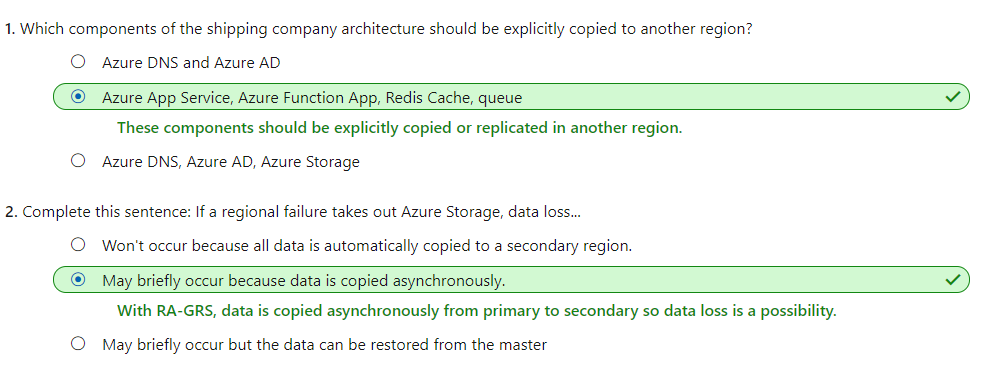 1. Which components of the shipping company architecture should be explicitly copied to another region?
Azure DNS and Azure AD
Azure App Service, Azure Function App, Redis Cache, queue
These components should be explicitly copied or replicated in another region.
Azure DNS, Azure AD, Azure Storage
2. Complete this sentence: If a regional failure takes out Azure Storage, data loss...
Won't occur because all data is automatically copied to a secondary region.
May briefly occur because data is copied asynchronously.
With RA-GRS, data is copied asynchronously from primary to secondary so data loss is a possibility.
May briefly occur but the data can be restored from the master